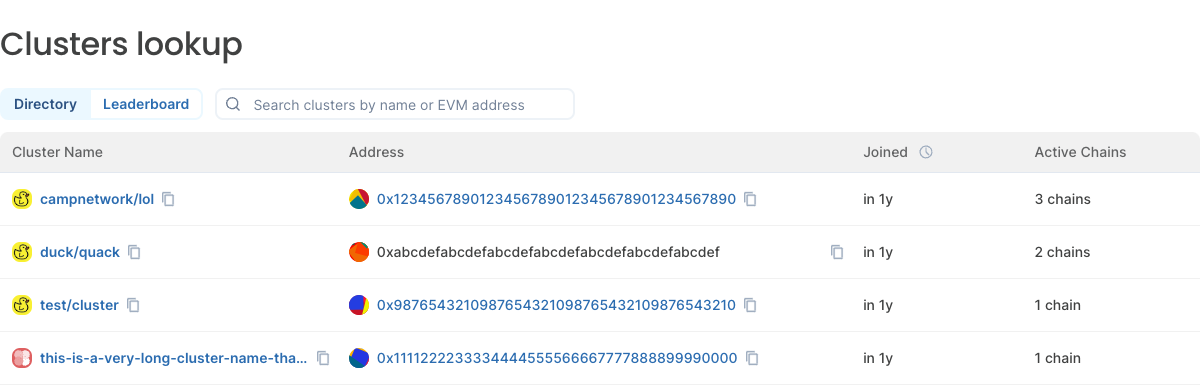 Clusters lookup
Directory Leaderboard Search clusters by name or EVM address
Cluster Name Address Joined Active Chains
campnetwork/lol 0x1234567890123456789012345678901234567890 in 1y 3 chains
duck/quack 0xabcdefabcdefabcdefabcdefabcdefabcdefabcdef in 1y 2 chains
test/cluster 0x9876543210987654321098765432109876543210 in 1y 1 chain
this-is-a-very-long-cluster-name-tha... 0x1111222233334444555566667777888899990000 in 1y 1 chain